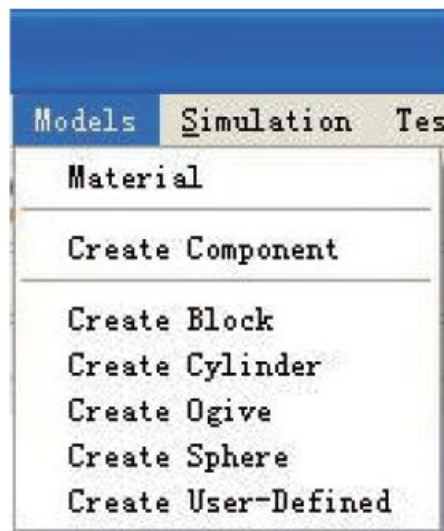 Models Simulation Tes
Material
Create Component
Create Block
Create Cylinder
Create Ogive
Create Sphere
Create User-Defined